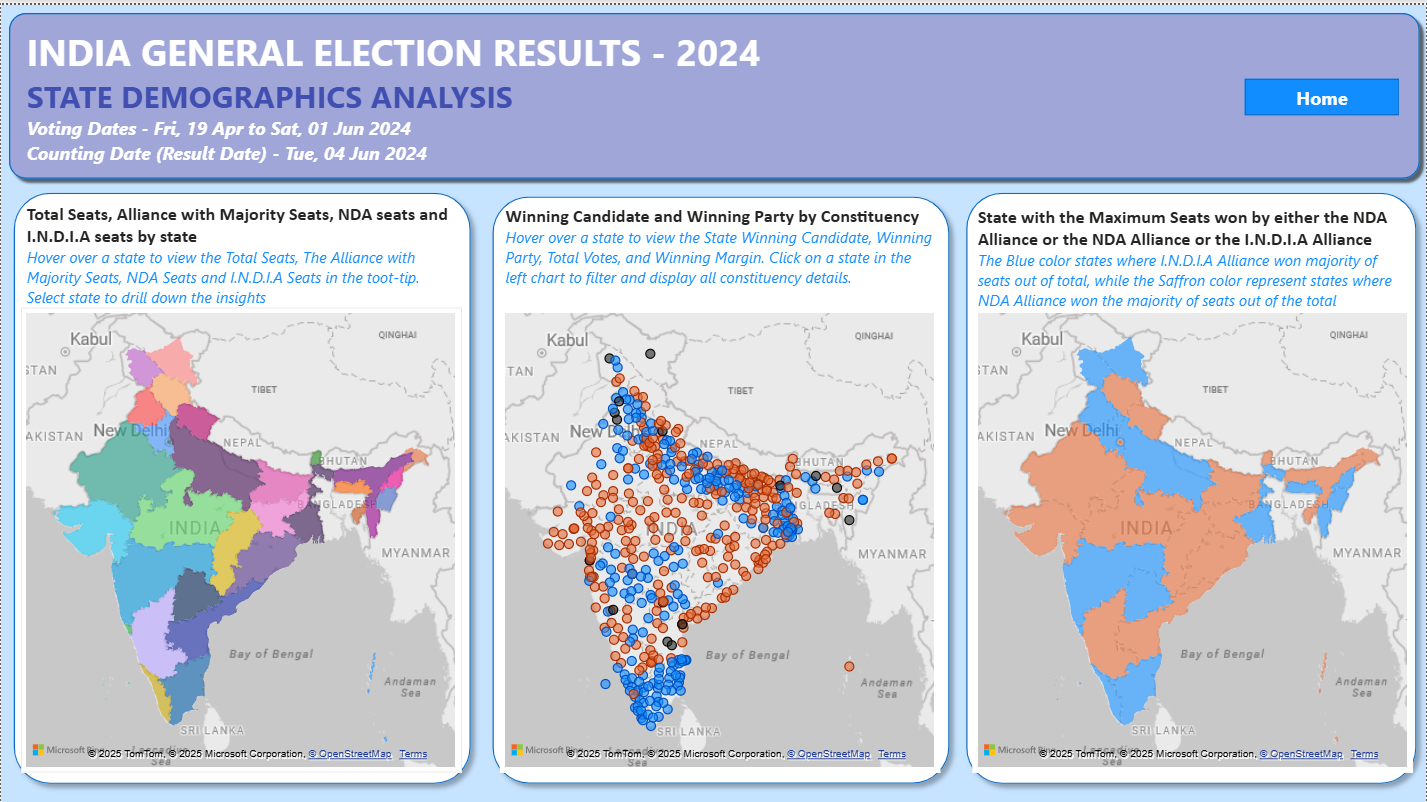 INDIA GENERAL ELECTION RESULTS - 2024
STATE DEMOGRAPHICS ANALYSIS
Voting Dates - Fri, 19 Apr to Sat, 01 Jun 2024
Counting Date (Result Date) - Tue, 04 Jun 2024
Home
Total Seats, Alliance with Majority Seats, NDA seats and
I.N.D.I.A seats by state
Hover over a state to view the Total Seats, The Alliance with
Majority Seats, NDA Seats and I.N.D.I.A Seats in the toot-tip.
Select state to drill down the insights
Kabul
QINGHAI
STAN
TIBET
AKISTAN
New Delhi
NEPAL
BHUTAN
BANGLADESH
INDIA
MYANMAR
Bay of Bengal
Andaman
Sea
SRI LANKA
Microsoft Bing
Laccadive
Sea
© 2025 TomTom, © 2025 Microsoft Corporation, © OpenStreetMap Terms
Winning Candidate and Winning Party by Constituency
Hover over a state to view the State Winning Candidate, Winning
Party, Total Votes, and Winning Margin. Click on a state in the
left chart to filter and display all constituency details.
Kabul
QINGHAI
TAN
TIBET
AKISTAN
New Delhi
NEPAL
BHUTAN
GLADESH
INDIA
MYANMAR
Bay of Bengal
Andaman
Sea
SRI LANKA
Microsoft Bing
Laccadive
Sea
© 2025 TomTom, © 2025 Microsoft Corporation, © OpenStreetMap Terms
State with the Maximum Seats won by either the NDA
Alliance or the NDA Alliance or the I.N.D.I.A Alliance
The Blue color states where I.N.D.I.A Alliance won majority of
seats out of total, while the Saffron color represent states where
NDA Alliance won the majority of seats out of the total
Kabul
QINGHAI
STAN
TIBET
AKISTAN
New Delhi
NEPAL
BHUTAN
BANGLADESH
INDIA
MYANMAR
Bay of Bengal
Andaman
Sea
SRI LANKA
Microsoft Bing
Laccadive
Sea
© 2025 TomTom, © 2025 Microsoft Corporation, © OpenStreetMap Terms